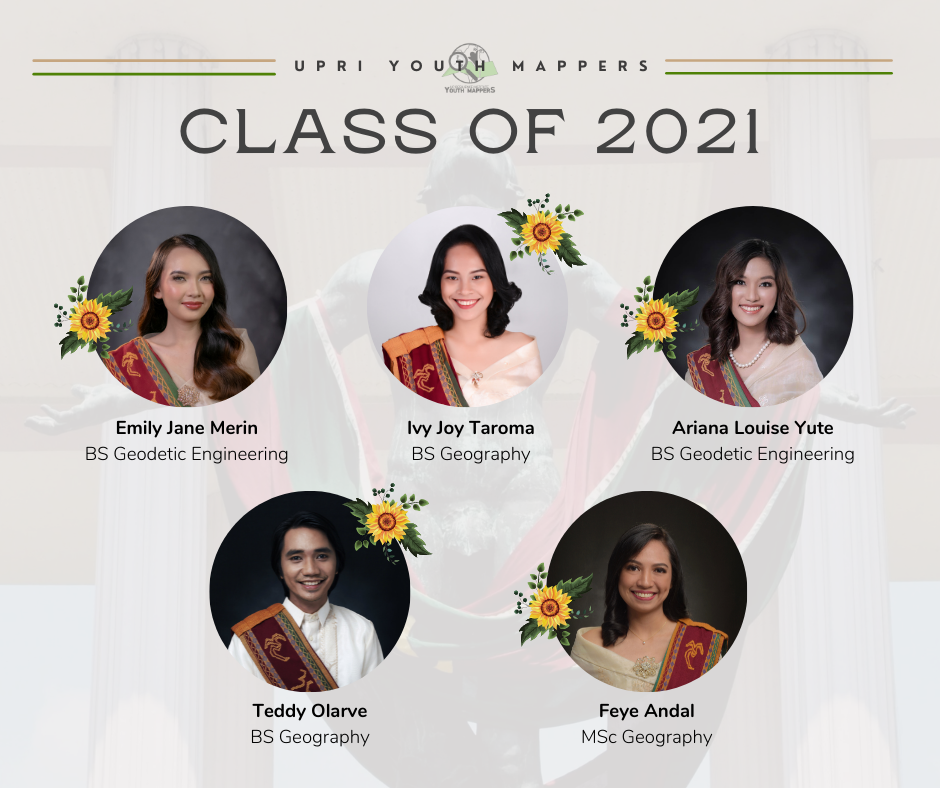 UPRI YOUTH MAPPERS
YOUTH MAPPERS
CLASS OF 2021
Emily Jane Merin
BS Geodetic Engineering
Ivy Joy Taroma
BS Geography
Ariana Louise Yute
BS Geodetic Engineering
Teddy Olarve
BS Geography
Feye Andal
MSc Geography